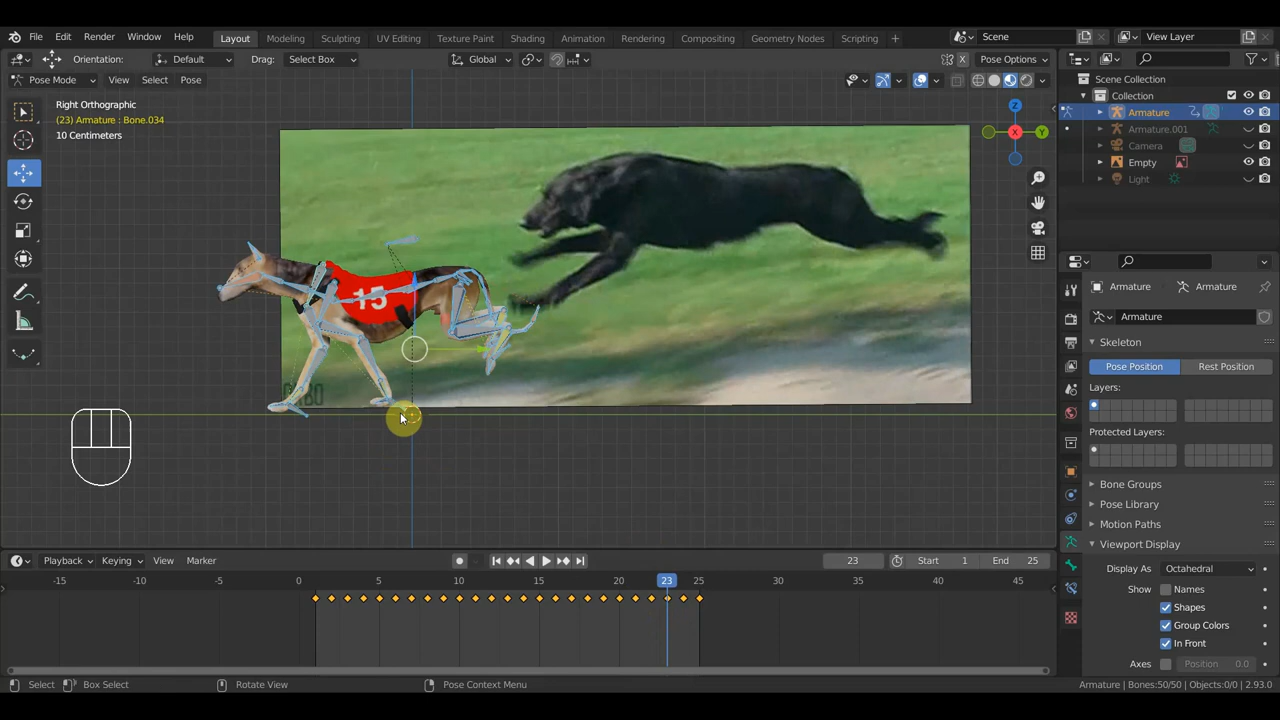 File Edit Render Window Help Layout Modeling Sculpting UV Editing Texture Paint Shading Animation Rendering Compositing Geometry Nodes Scripting + Scene View Layer
Orientation: Default Drag: Select Box Global X Pose Options
Pose Mode View Select Pose
Right Orthographic
(23) Armature : Bone.034
10 Centimeters
Z
X
Y
15
Scene Collection
Collection
Armature
Armature.001
Camera
Empty
Light
Armature Armature
Armature
Skeleton
Pose Position Rest Position
Layers:
Protected Layers:
Bone Groups
Pose Library
Motion Paths
Viewport Display
Display As Octahedral
Show Names
Shapes
Group Colors
In Front
Axes Position 0.0
Playback Keying View Marker 23 Start 1 End 25
-15 -10 -5 0 5 10 15 20 23 25 30 35 40 45
Select Box Select Rotate View Pose Context Menu Armature | Bones:50/50 | Objects:0/0 | 2.93.0